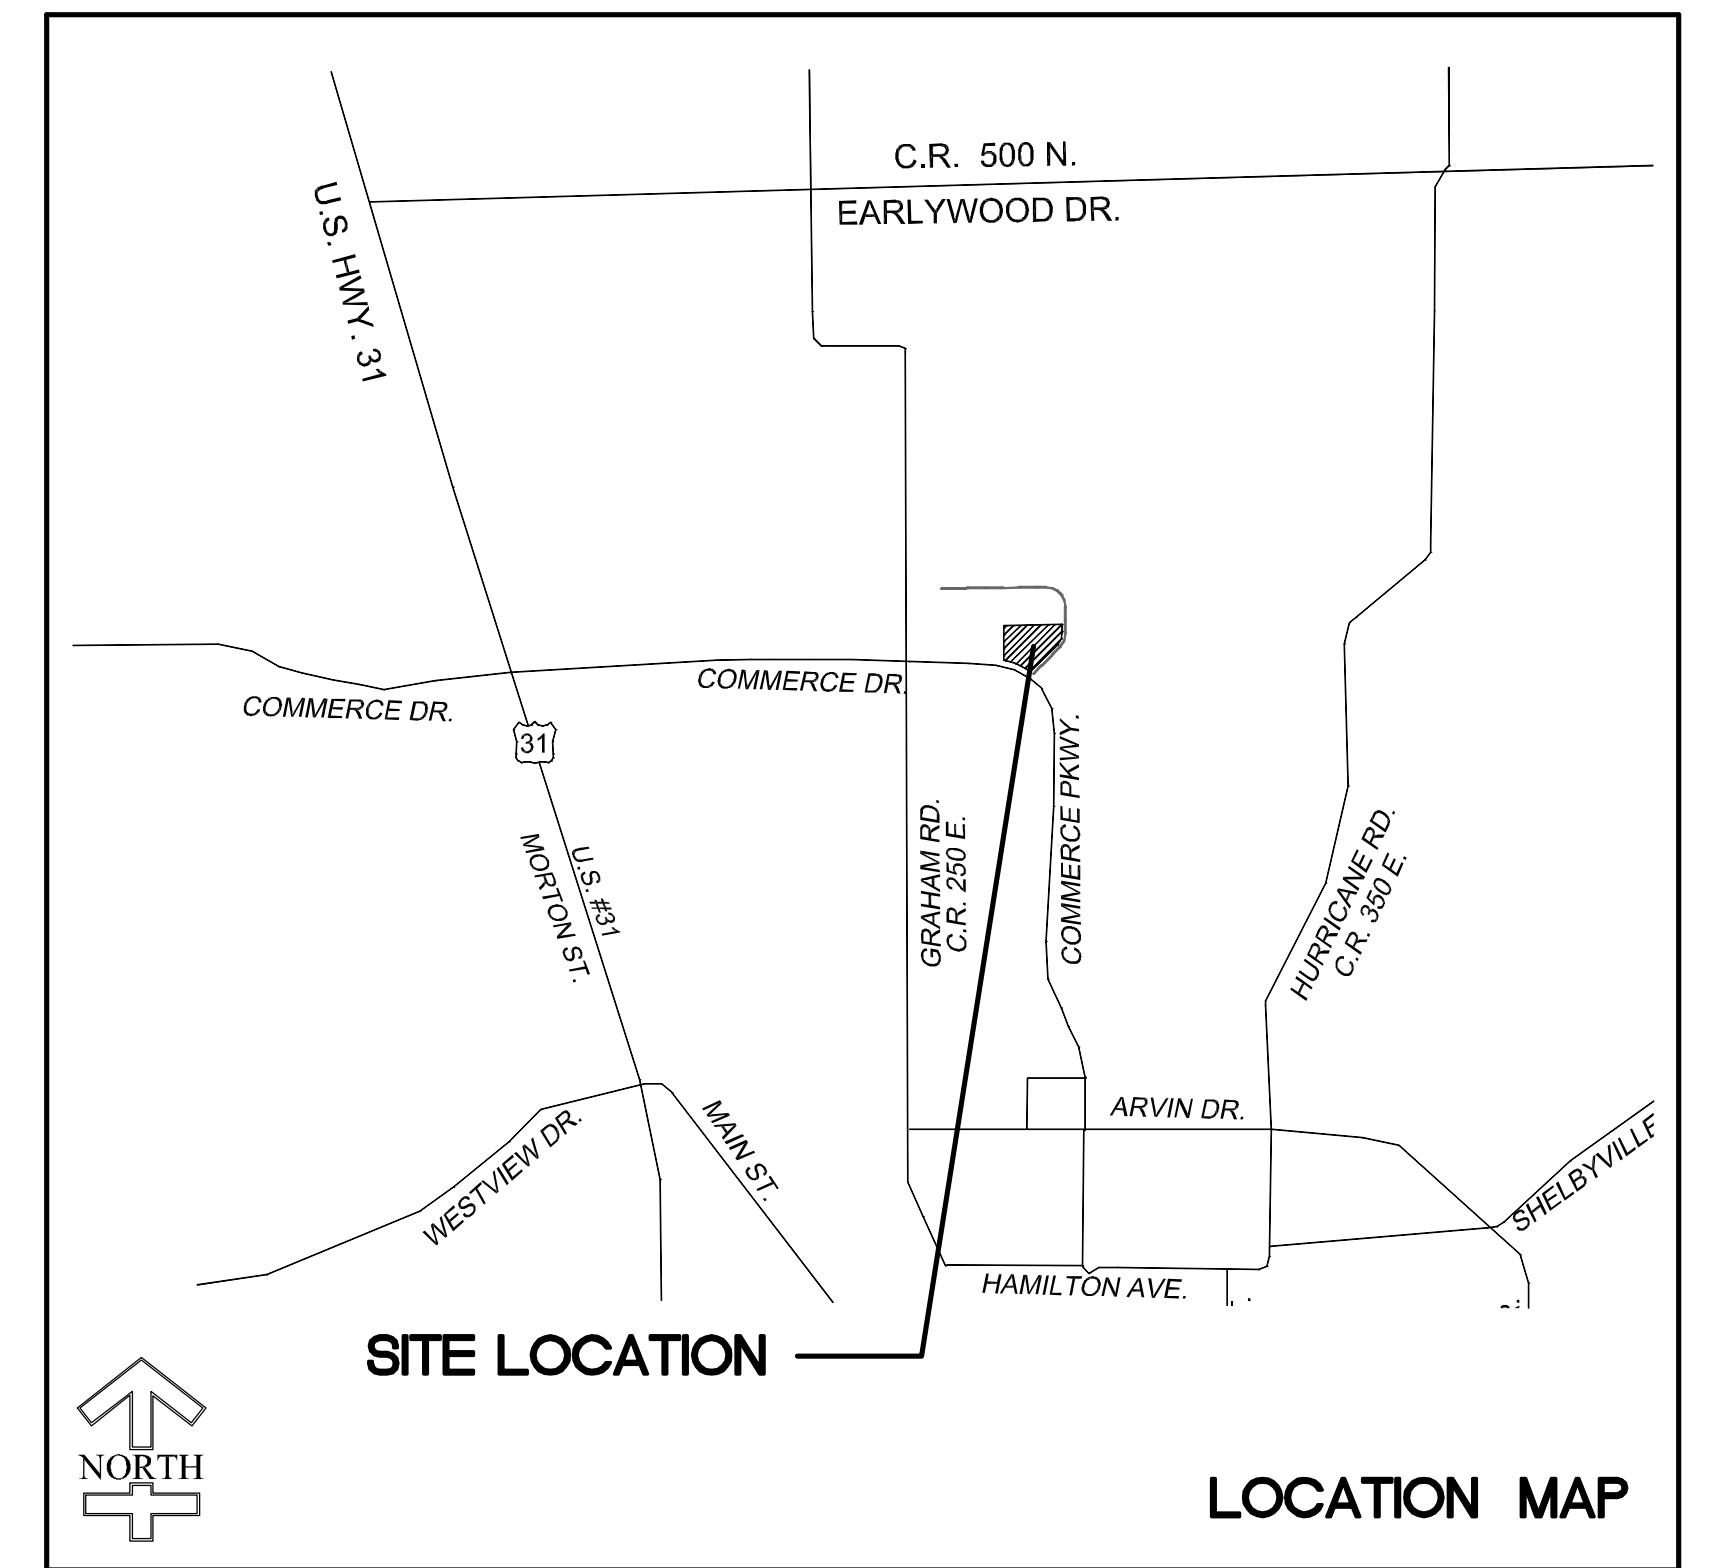 C.R. 500 N.
EARLYWOOD DR.
U.S. HWY. 31
COMMERCE DR.
COMMERCE DR.
31
U.S. #31
MORTON ST.
GRAHAM RD.
C.R. 250 E.
COMMERCE PKWY.
HURRICANE RD.
C.R. 350 E.
ARVIN DR.
MAIN ST.
WESTVIEW DR.
SHELBYVILLE
HAMILTON AVE.
SITE LOCATION
NORTH
LOCATION MAP